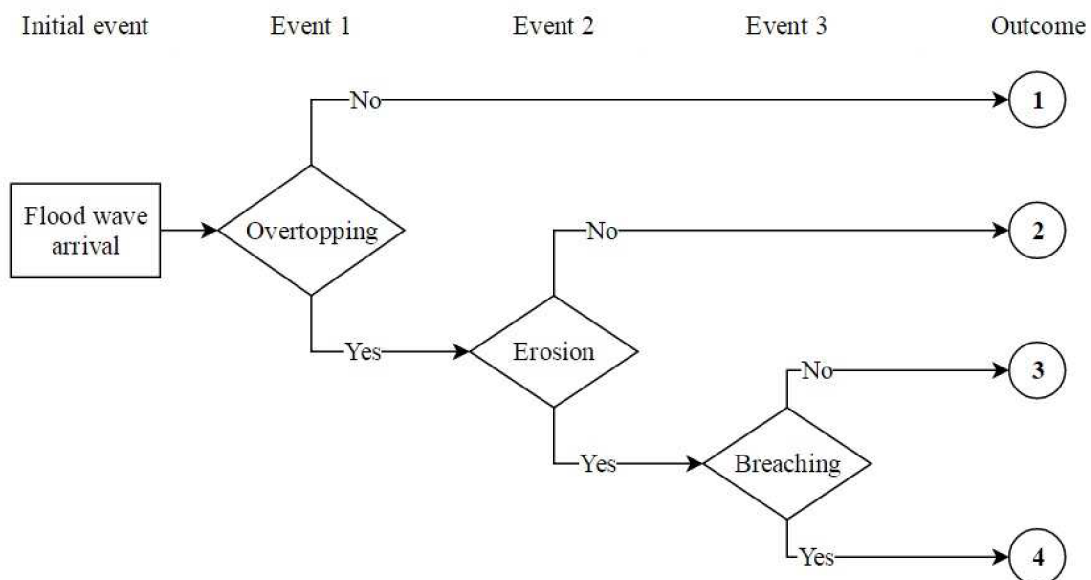 Initial event Event 1 Event 2 Event 3 Outcome
No
1
Flood wave
arrival
Overtopping
No
2
Yes
Erosion
No
3
Yes
Breaching
Yes
4